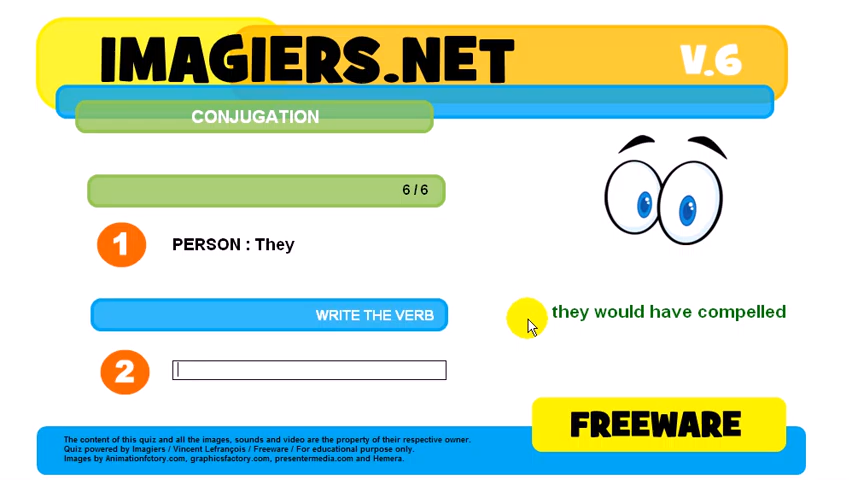 IMAGIERS.NET
V.6
CONJUGATION
6 / 6
1
PERSON : They
WRITE THE VERB
they would have compelled
2
FREEWARE
The content of this quiz and all the images, sounds and video are the property of their respective owner.
Quiz powered by Imagiers / Vincent Lefrançois / Freeware / For educational purpose only.
Images by Animationfctory.com, graphicsfactory.com, presentermedia.com and Hemera.